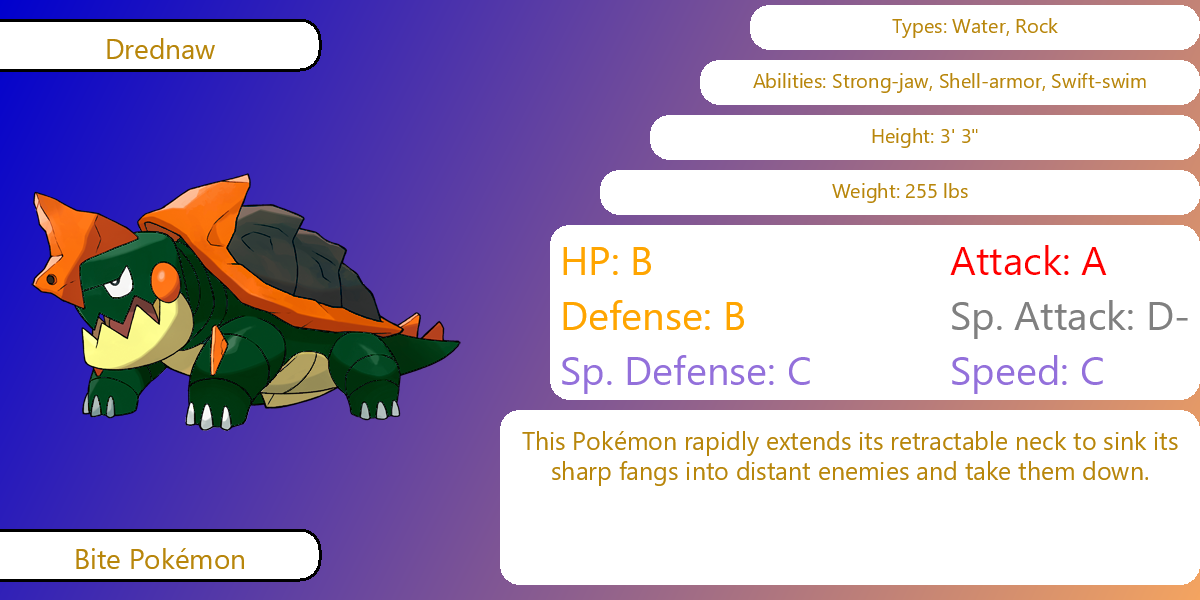 Drednaw
Types: Water, Rock
Abilities: Strong-jaw, Shell-armor, Swift-swim
Height: 3' 3"
Weight: 255 lbs
HP: B
Attack: A
Defense: B
Sp. Attack: D-
Sp. Defense: C
Speed: C
This Pokémon rapidly extends its retractable neck to sink its
sharp fangs into distant enemies and take them down.
Bite Pokémon